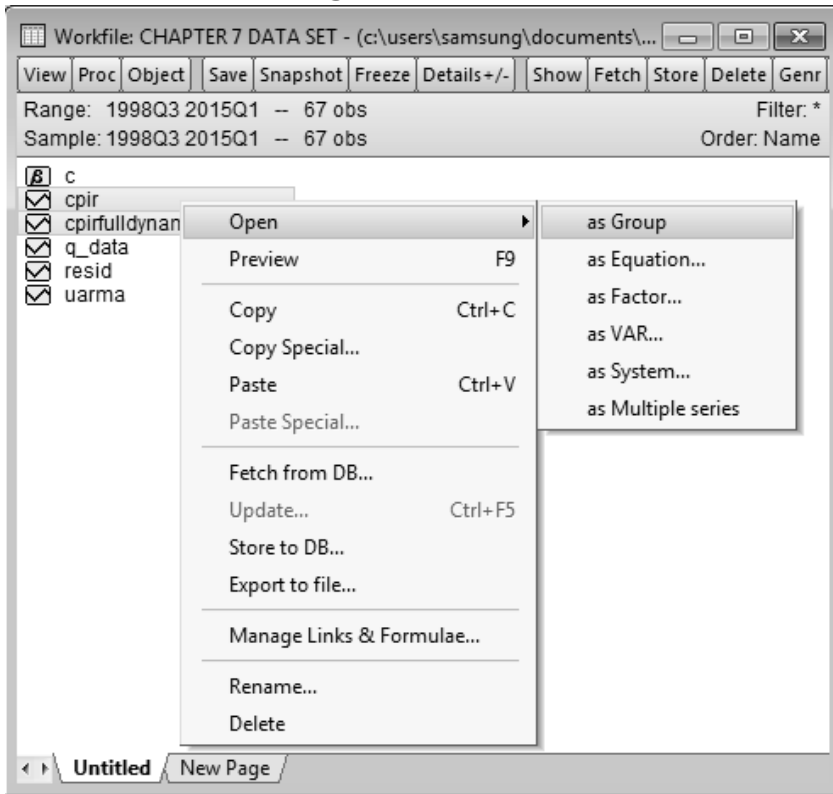 Workfile: CHAPTER 7 DATA SET - (c:\users\samsung\documents\...
View Proc Object Save Snapshot Freeze Details+/- Show Fetch Store Delete Genr
Range: 1998Q3 2015Q1 -- 67 obs Filter: *
Sample: 1998Q3 2015Q1 -- 67 obs Order: Name
β c
cpir
cpirfulldynan
q_data
resid
uarma
Open
Preview F9
Copy Ctrl+C
Copy Special...
Paste Ctrl+V
Paste Special...
Fetch from DB...
Update... Ctrl+F5
Store to DB...
Export to file...
Manage Links & Formulae...
Rename...
Delete
as Group
as Equation...
as Factor...
as VAR...
as System...
as Multiple series
Untitled New Page